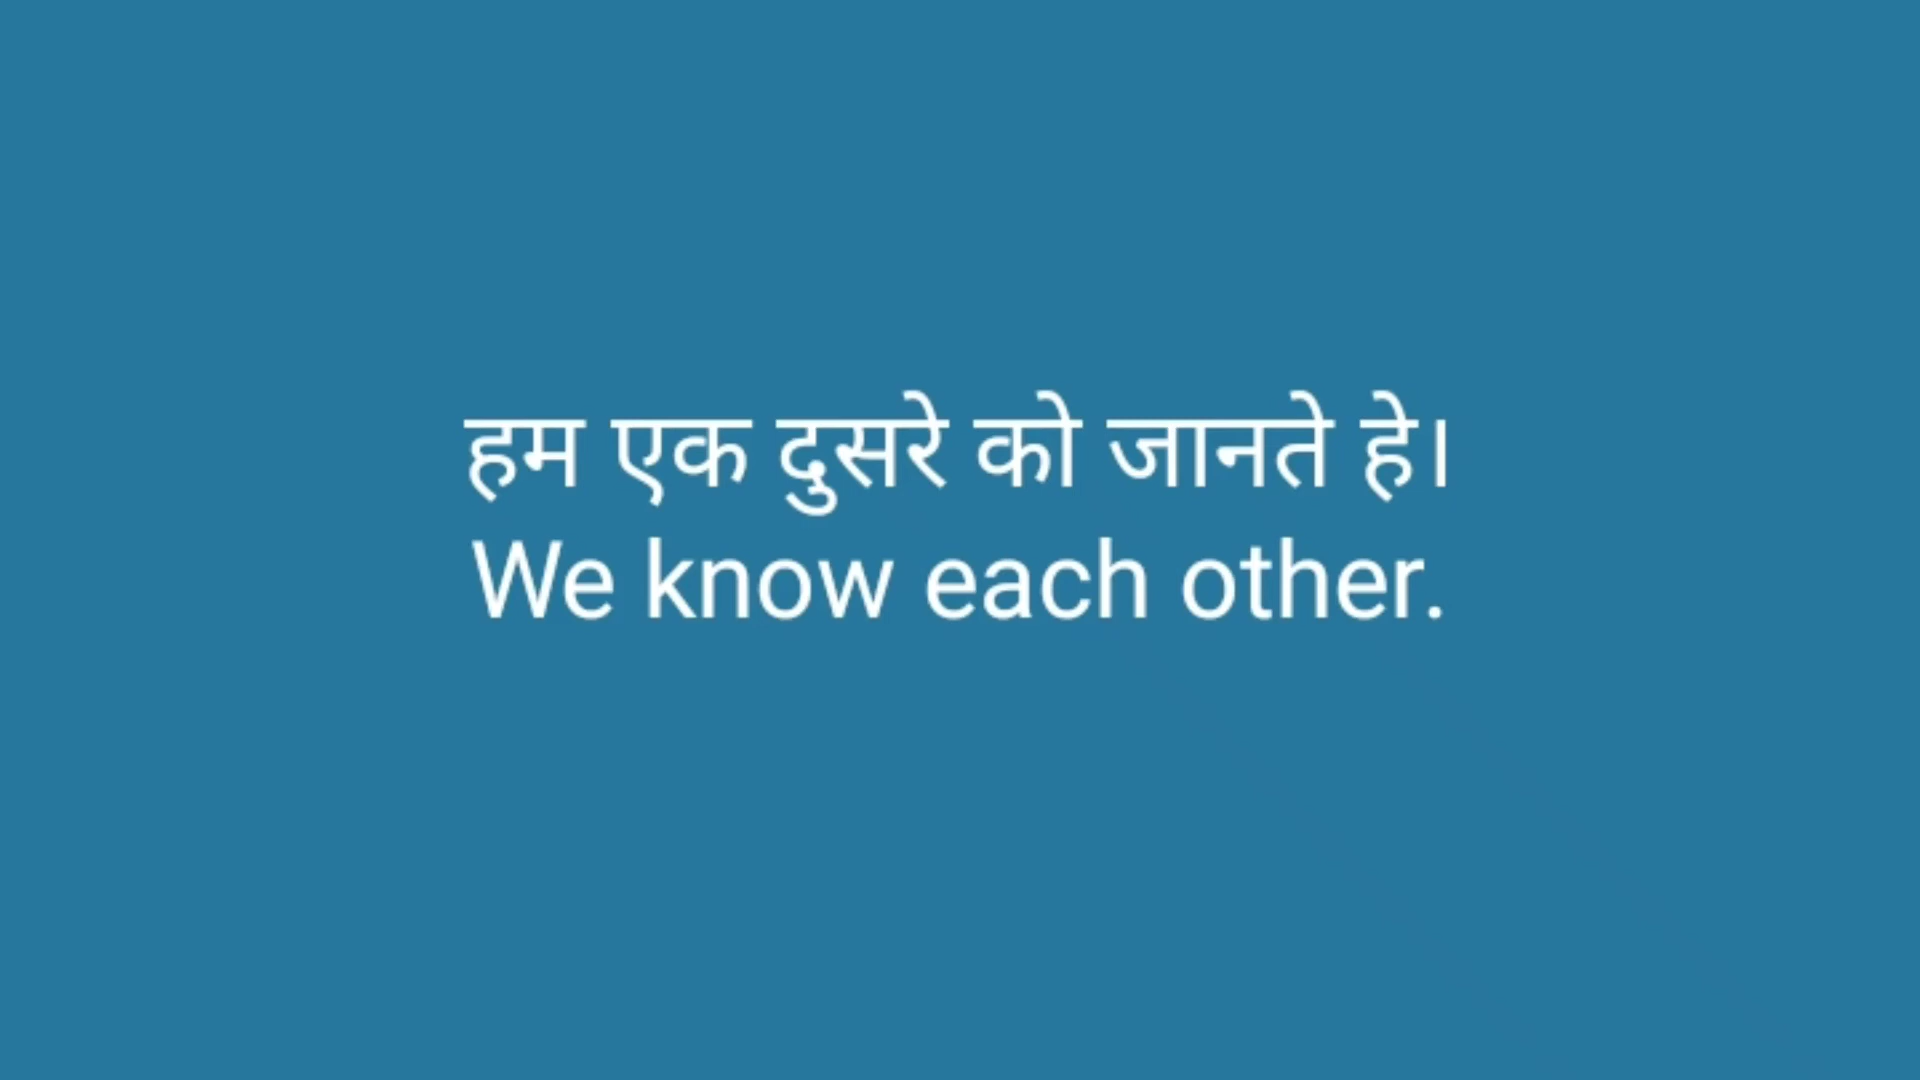 हम एक दुसरे को जानते हे।
We know each other.